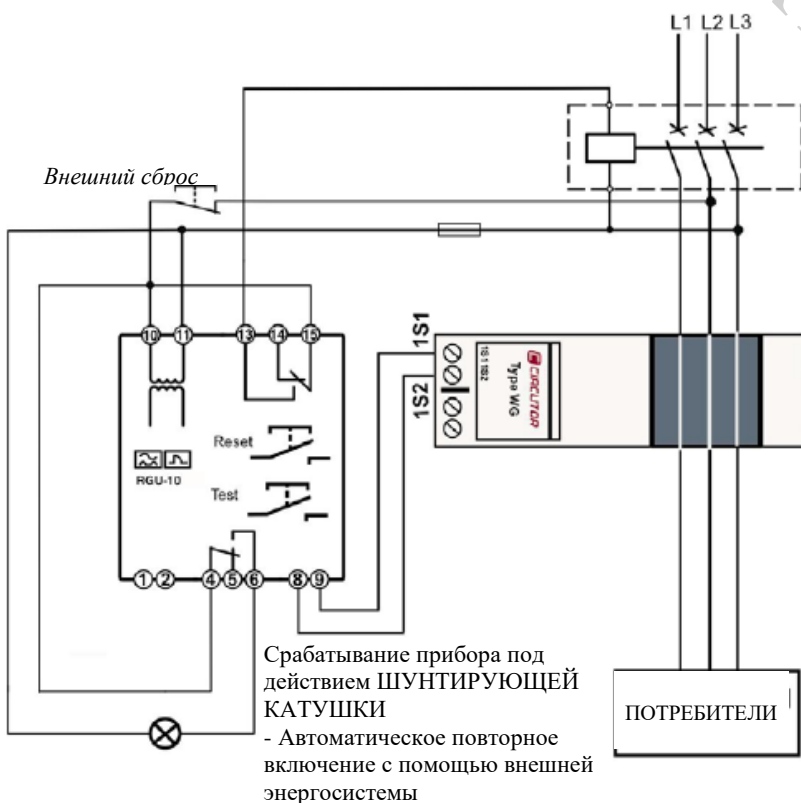 L1 L2 L3
Внешний сброс
10 11 13 14 15
1S1
1S2
1S1 1S2
CIRCUTOR
Type WG
Reset
RGU-10
Test
1 2 4 5 6 8 9
Срабатывание прибора под
действием ШУНТИРУЮЩЕЙ
КАТУШКИ
- Автоматическое повторное
включение с помощью внешней
энергосистемы
ПОТРЕБИТЕЛИ